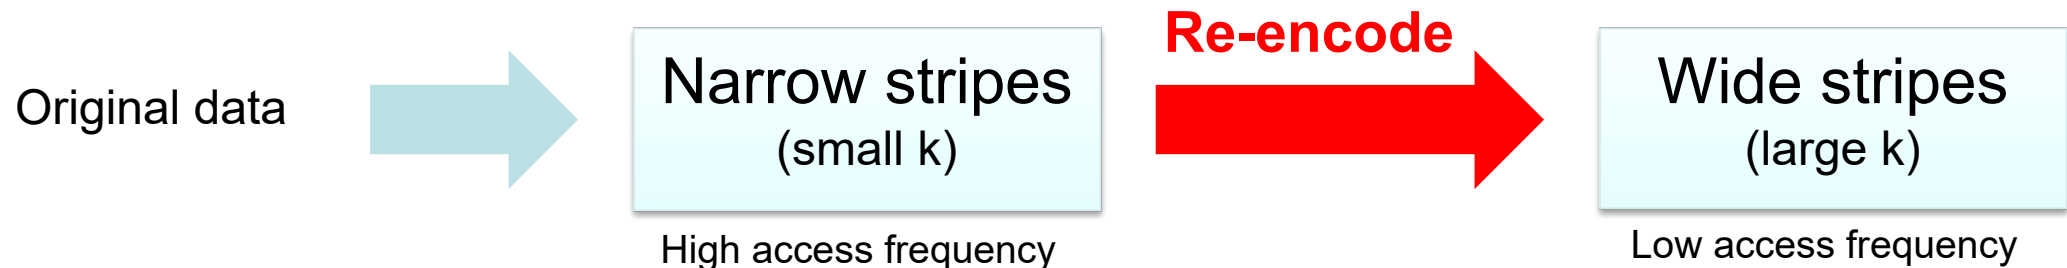 Original data
Narrow stripes
(small k)
High access frequency
Re-encode
Wide stripes
(large k)
Low access frequency